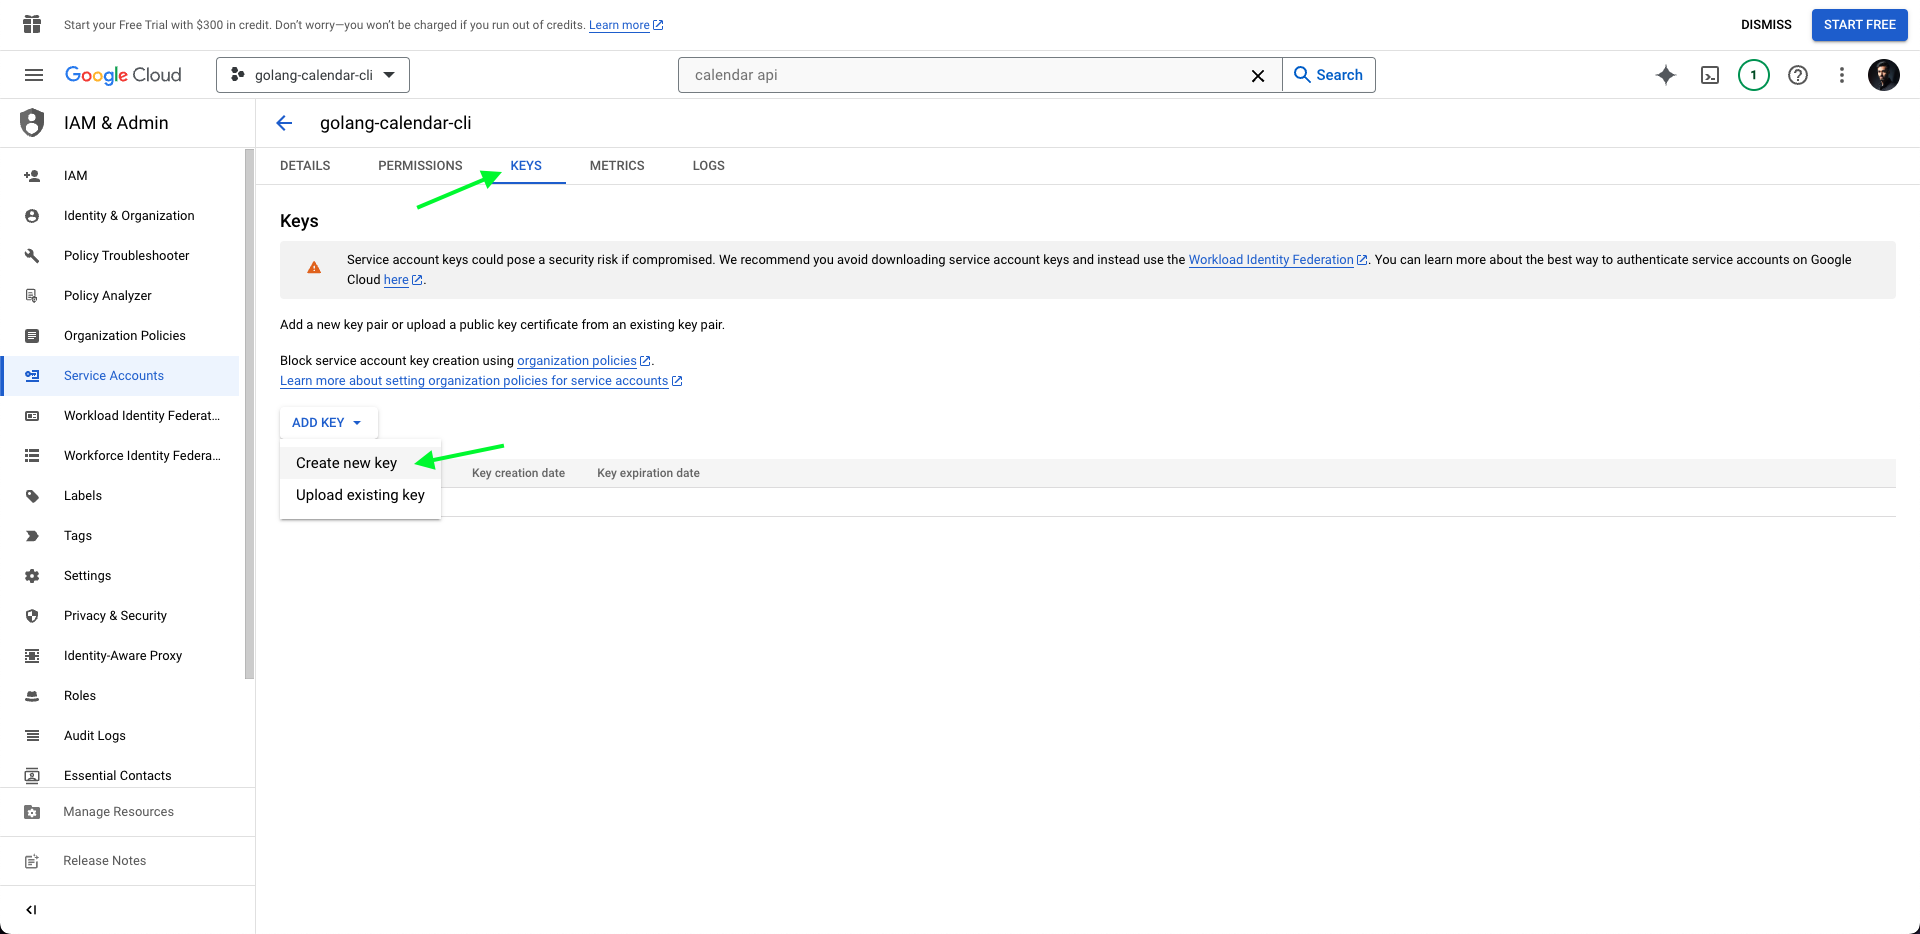 Start your Free Trial with $300 in credit. Don't worry—you won't be charged if you run out of credits. Learn more
DISMISS
START FREE
Google Cloud
golang-calendar-cli
calendar api
Search
1
IAM & Admin
golang-calendar-cli
DETAILS
PERMISSIONS
KEYS
METRICS
LOGS
IAM
Identity & Organization
Policy Troubleshooter
Policy Analyzer
Organization Policies
Service Accounts
Workload Identity Federat...
Workforce Identity Federa...
Labels
Tags
Settings
Privacy & Security
Identity-Aware Proxy
Roles
Audit Logs
Essential Contacts
Manage Resources
Release Notes
Keys
Service account keys could pose a security risk if compromised. We recommend you avoid downloading service account keys and instead use the Workload Identity Federation. You can learn more about the best way to authenticate service accounts on Google
Cloud here.
Add a new key pair or upload a public key certificate from an existing key pair.
Block service account key creation using organization policies.
Learn more about setting organization policies for service accounts
ADD KEY
Create new key
Upload existing key
Key creation date
Key expiration date